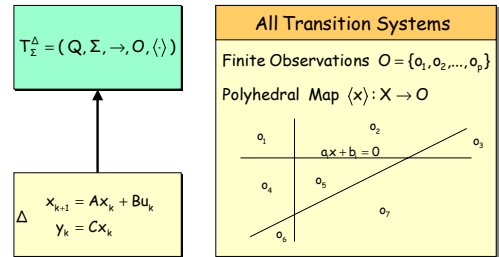 T_Σ^Δ = ( Q, Σ, →, O, ⟨·⟩ )
Δ
x_{k+1} = Ax_k + Bu_k
y_k = Cx_k
All Transition Systems
Finite Observations O = {o_1, o_2, ..., o_p}
Polyhedral Map ⟨x⟩ : X → O
o_1
o_2
o_3
a_i x + b_i = 0
o_4
o_5
o_7
o_6